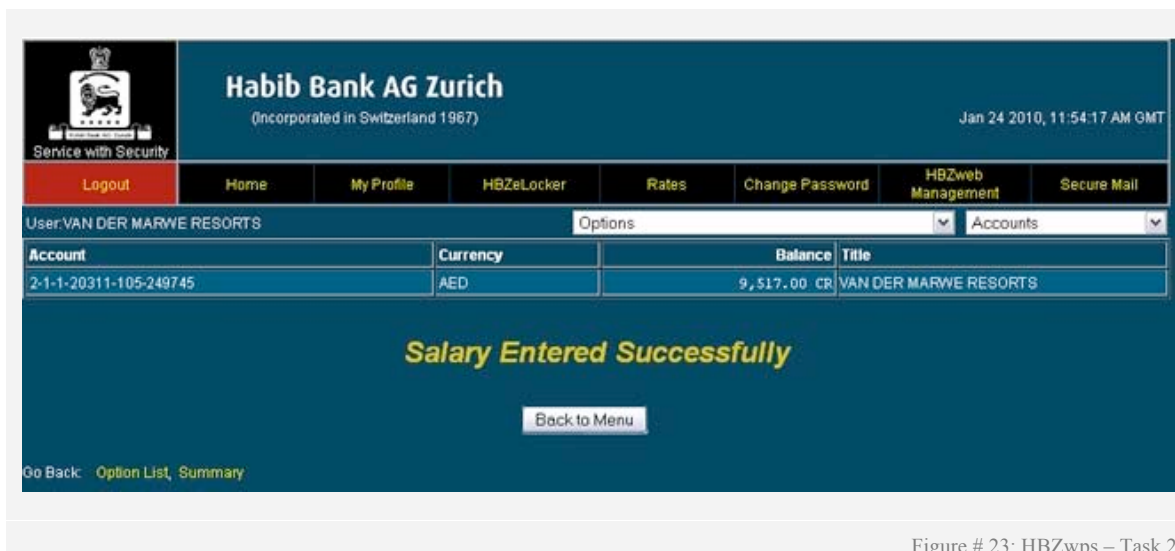 Habib Bank AG Zurich
(Incorporated in Switzerland 1967)
Jan 24 2010, 11:54:17 AM GMT
Service with Security
Logout Home My Profile HBZeLocker Rates Change Password HBZweb Management Secure Mail
User:VAN DER MARWE RESORTS Options Accounts
Account Currency Balance Title
2-1-1-20311-105-249745 AED 9,517.00 CR VAN DER MARWE RESORTS
Salary Entered Successfully
Back to Menu
Go Back: Option List, Summary
Figure # 23: HBZwps – Task 2